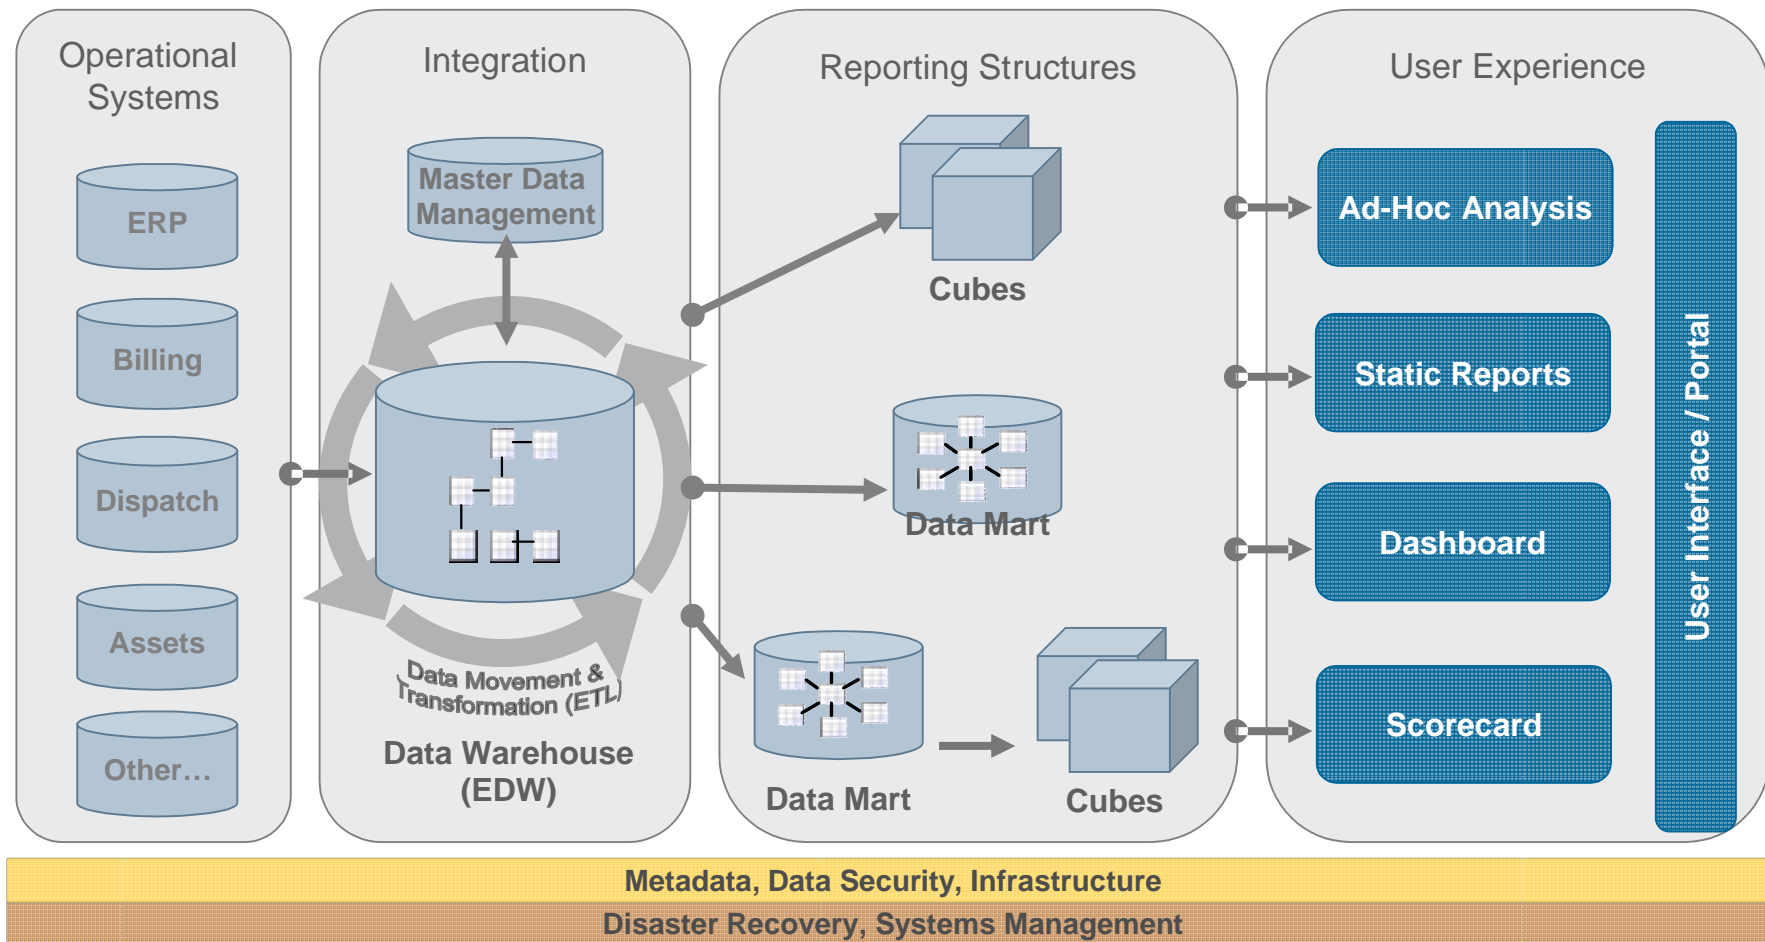 Operational
Systems
ERP
Billing
Dispatch
Assets
Other...
Integration
Master Data
Management
Data Movement &
Transformation (ETL)
Data Warehouse
(EDW)
Reporting Structures
Cubes
Data Mart
Data Mart
Cubes
User Experience
Ad-Hoc Analysis
Static Reports
Dashboard
Scorecard
User Interface / Portal
Metadata, Data Security, Infrastructure
Disaster Recovery, Systems Management